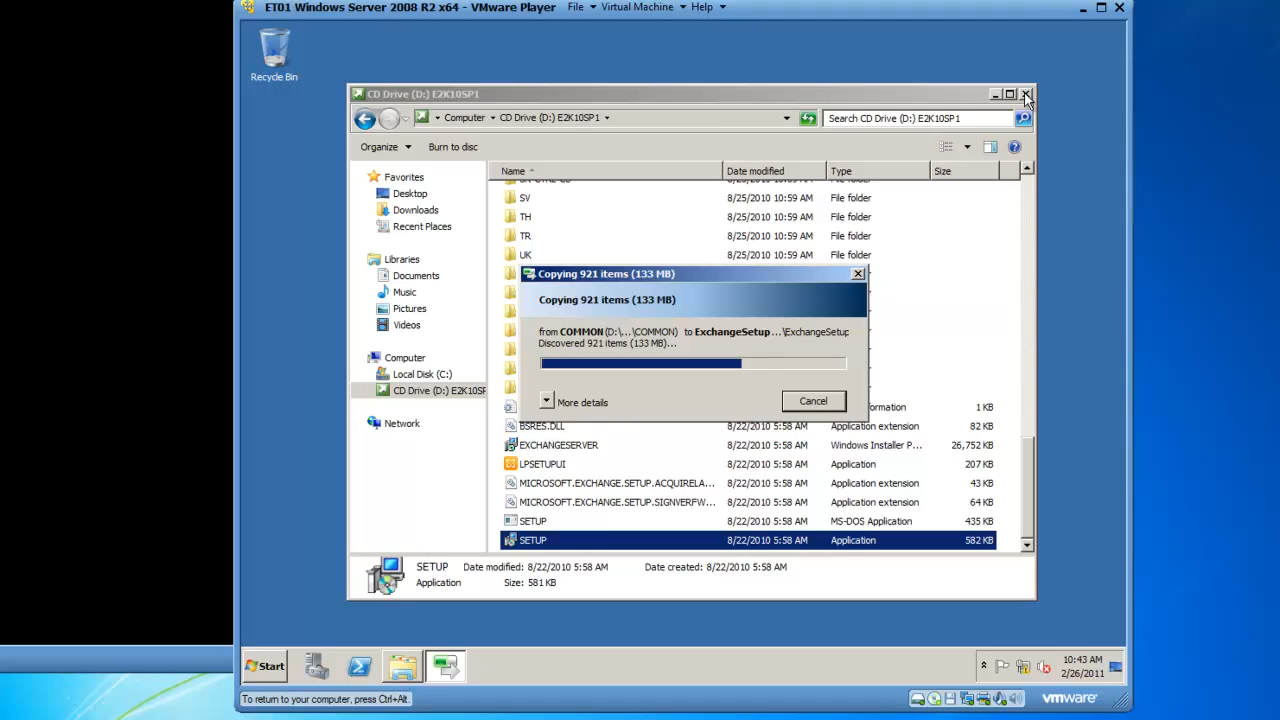 ET01 Windows Server 2008 R2 x64 - VMware Player File Virtual Machine Help
Recycle Bin
CD Drive (D:) E2K10SP1
Computer CD Drive (D:) E2K10SP1 Search CD Drive (D:) E2K10SP1
Organize Burn to disc
Favorites
Desktop
Downloads
Recent Places
Libraries
Documents
Music
Pictures
Videos
Computer
Local Disk (C:)
CD Drive (D:) E2K10SP
Network
Name Date modified Type Size
SV 8/25/2010 10:59 AM File folder
TH 8/25/2010 10:59 AM File folder
TR 8/25/2010 10:59 AM File folder
UK 8/25/2010 10:59 AM File folder
Copying 921 items (133 MB)
Copying 921 items (133 MB)
from COMMON (D:\...\COMMON) to ExchangeSetup ...\ExchangeSetup
Discovered 921 items (133 MB)...
More details Cancel
ormation 1 KB
BSRES.DLL 8/22/2010 5:58 AM Application extension 82 KB
EXCHANGESERVER 8/22/2010 5:58 AM Windows Installer P... 26,752 KB
LPSETUPUI 8/22/2010 5:58 AM Application 207 KB
MICROSOFT.EXCHANGE.SETUP.ACQUIRELA... 8/22/2010 5:58 AM Application extension 43 KB
MICROSOFT.EXCHANGE.SETUP.SIGNVERFW... 8/22/2010 5:58 AM Application extension 64 KB
SETUP 8/22/2010 5:58 AM MS-DOS Application 435 KB
SETUP 8/22/2010 5:58 AM Application 582 KB
SETUP Date modified: 8/22/2010 5:58 AM Date created: 8/22/2010 5:58 AM
Application Size: 581 KB
Start
10:43 AM
2/26/2011
To return to your computer, press Ctrl+Alt.
vmware